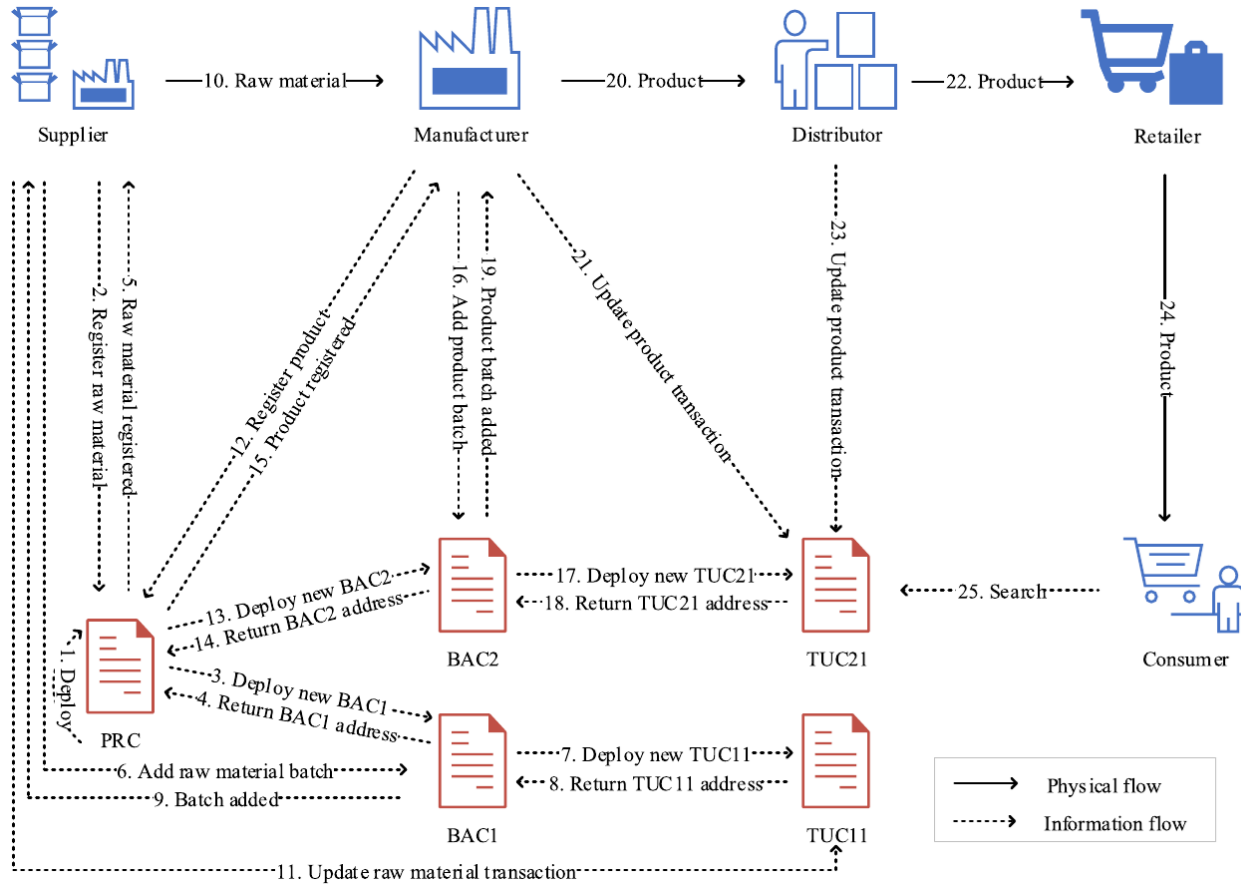 10. Raw material
20. Product
22. Product
Supplier
Manufacturer
Distributor
Retailer
2. Register raw material
5. Raw material registered
12. Register product
15. Product registered
16. Add product batch
19. Product batch added
21. Update product transaction
23. Update product transaction
24. Product
1. Deploy
13. Deploy new BAC2
14. Return BAC2 address
17. Deploy new TUC21
18. Return TUC21 address
25. Search
BAC2
TUC21
Consumer
3. Deploy new BAC1
4. Return BAC1 address
PRC
7. Deploy new TUC11
8. Return TUC11 address
6. Add raw material batch
9. Batch added
BAC1
TUC11
Physical flow
Information flow
11. Update raw material transaction